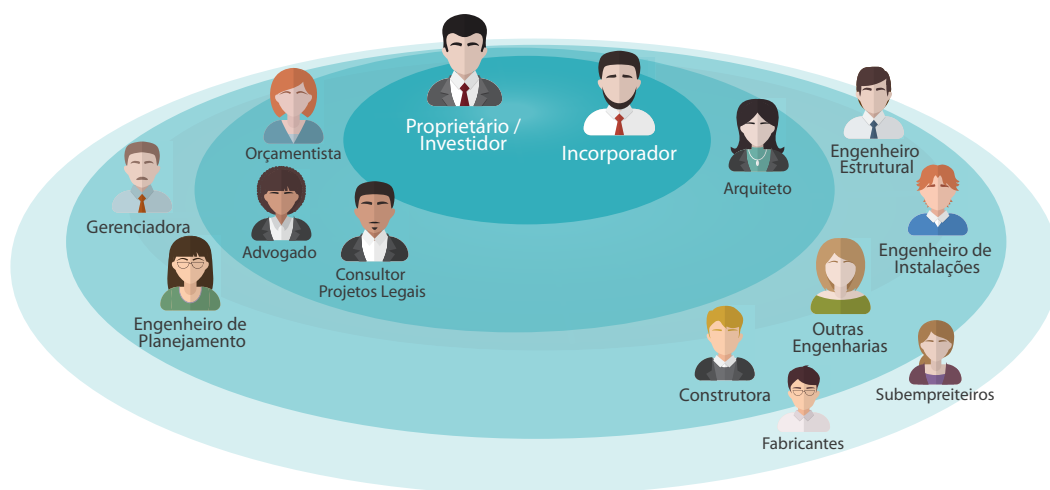 Proprietário /
Investidor
Incorporador
Orçamentista
Arquiteto
Engenheiro
Estrutural
Gerenciadora
Advogado
Consultor
Projetos Legais
Engenheiro de
Instalações
Engenheiro de
Planejamento
Outras
Engenharias
Construtora
Subempreiteiros
Fabricantes